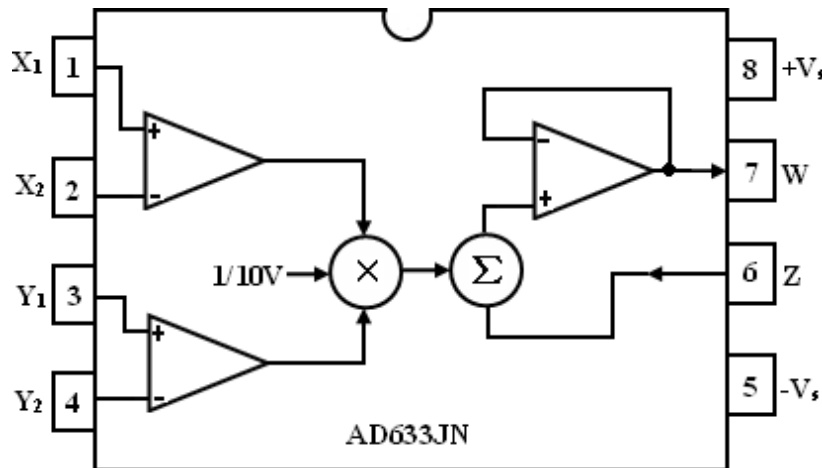 X1 1
X2 2
Y1 3
Y2 4
+
-
+
-
1/10V
×
Σ
-
+
8 +Vs
7 W
6 Z
5 -Vs
AD633JN